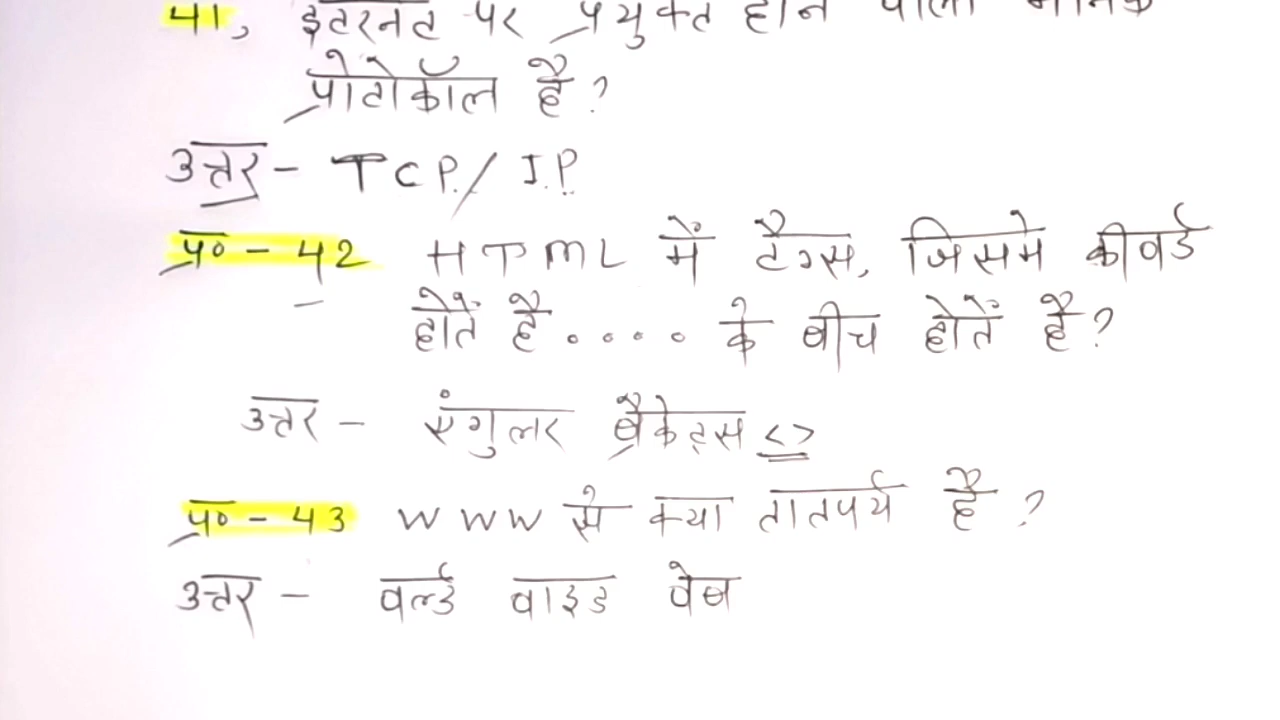 41, इंटरनेट पर प्रयुक्त होने वाला मानक
प्रोटोकॉल है?
उत्तर - TCP/IP
प्र० - 42 HTML में टैग्स, जिसमे कीवर्ड
होतें है.... के बीच होतें है?
उत्तर - एंगुलर ब्रैकेट्स <>
प्र० - 43 WWW से क्या तातपर्य है?
उत्तर - वर्ल्ड वाइड वेब